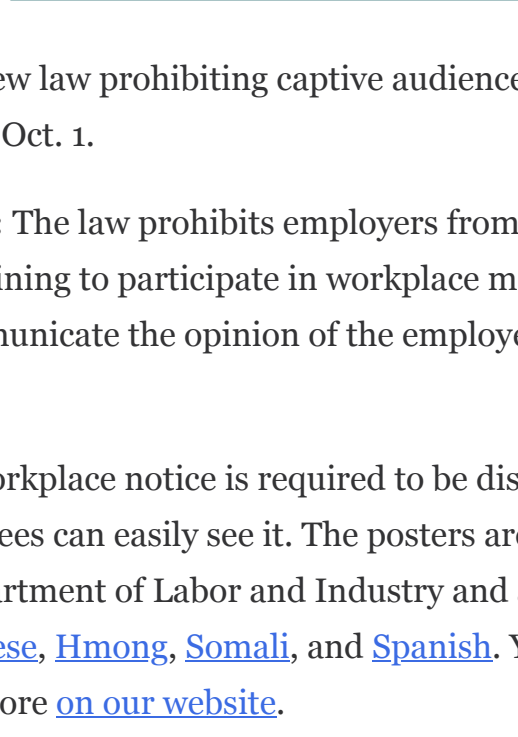 ew law prohibiting captive audience
Oct. 1.
: The law prohibits employers from
ining to participate in workplace m
unicate the opinion of the employe
orkplace notice is required to be dis
ees can easily see it. The posters ar
rtment of Labor and Industry and
ese, Hmong, Somali, and Spanish. Y
ore on our website.